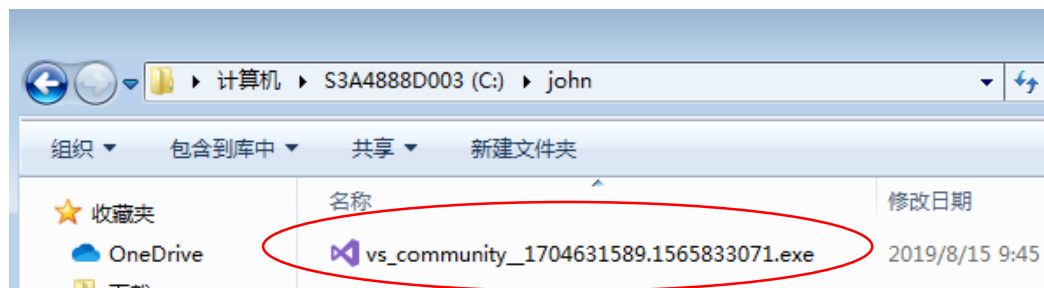 计算机 S3A4888D003 (C:) john
组织 包含到库中 共享 新建文件夹
名称 修改日期
收藏夹
OneDrive vs_community__1704631589.1565833071.exe 2019/8/15 9:45